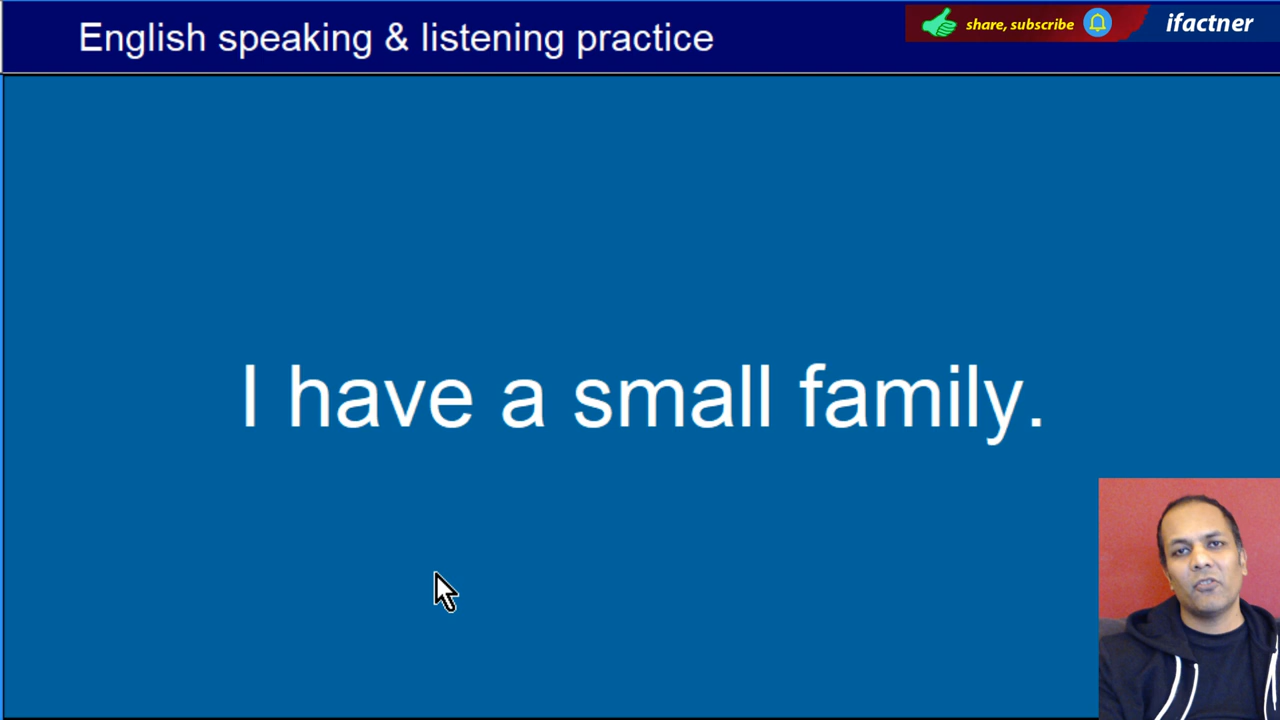 English speaking & listening practice
share, subscribe
ifactner
I have a small family.